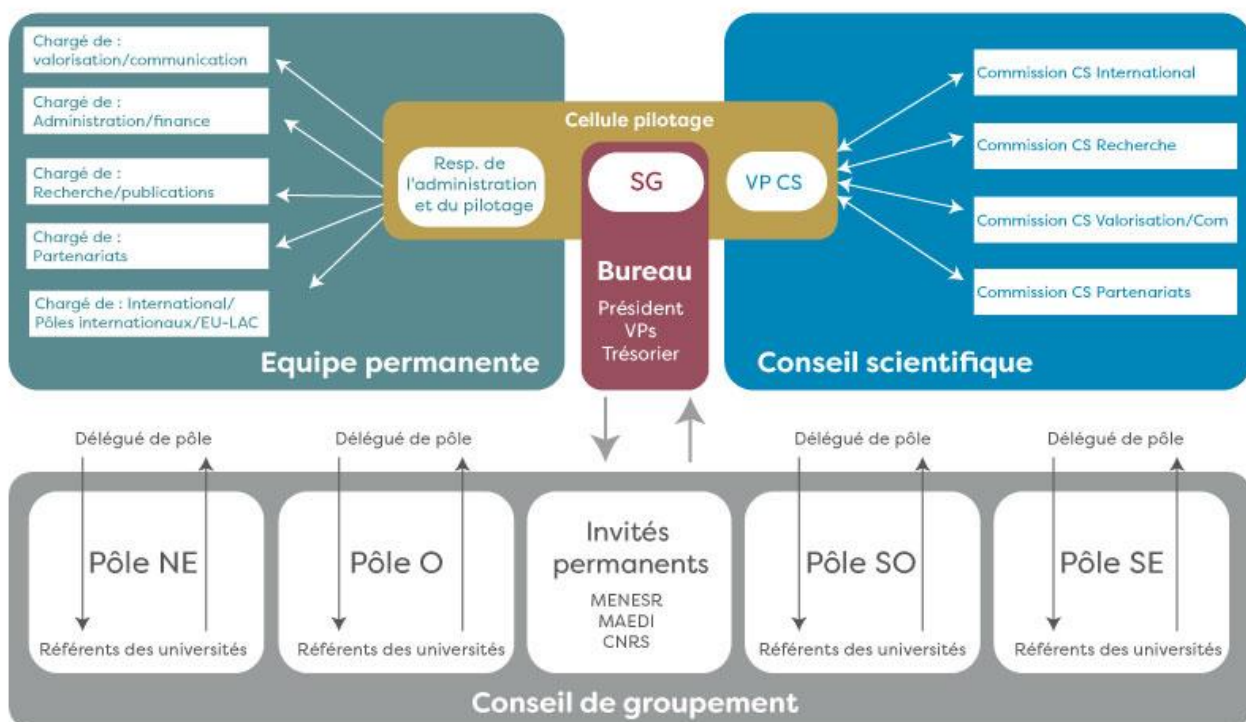 Chargé de :
valorisation/communication
Chargé de :
Administration/finance
Chargé de :
Recherche/publications
Chargé de :
Partenariats
Chargé de : International/
Pôles internationaux/EU-LAC
Equipe permanente
Cellule pilotage
Resp. de
l'administration
et du pilotage
SG
VP CS
Bureau
Président
VPs
Trésorier
Commission CS International
Commission CS Recherche
Commission CS Valorisation/Com
Commission CS Partenariats
Conseil scientifique
Délégué de pôle
Délégué de pôle
Délégué de pôle
Délégué de pôle
Pôle NE
Référents des universités
Pôle O
Référents des universités
Invités
permanents
MENESR
MAEDI
CNRS
Pôle SO
Référents des universités
Pôle SE
Référents des universités
Conseil de groupement